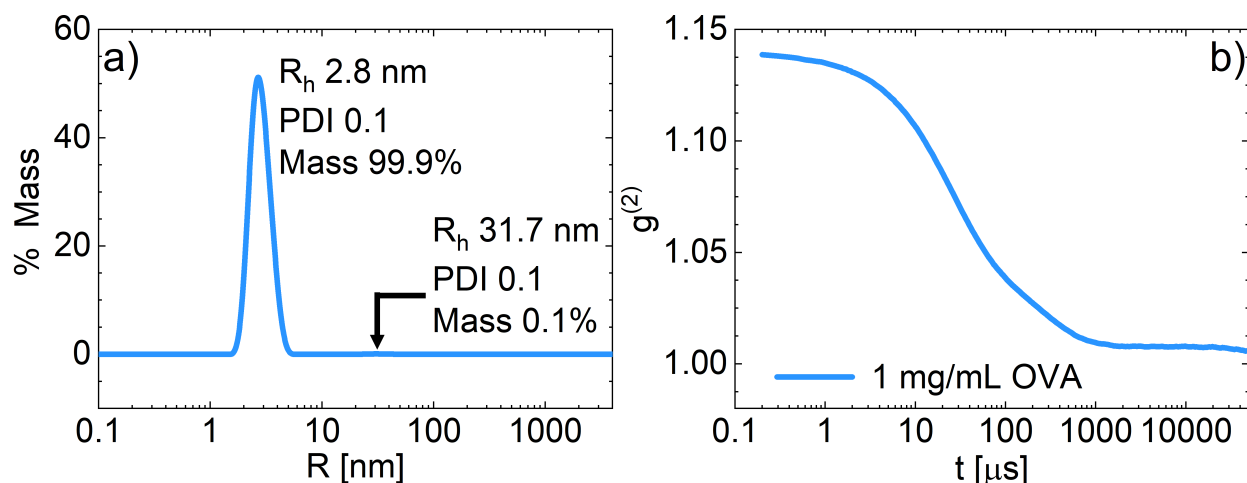 a)
60
40
20
0
% Mass
R_h 2.8 nm
PDI 0.1
Mass 99.9%
R_h 31.7 nm
PDI 0.1
Mass 0.1%
0.1 1 10 100 1000
R [nm]
b)
1.15
1.10
1.05
1.00
g^(2)
1 mg/mL OVA
0.1 1 10 100 1000 10000
t [μs]